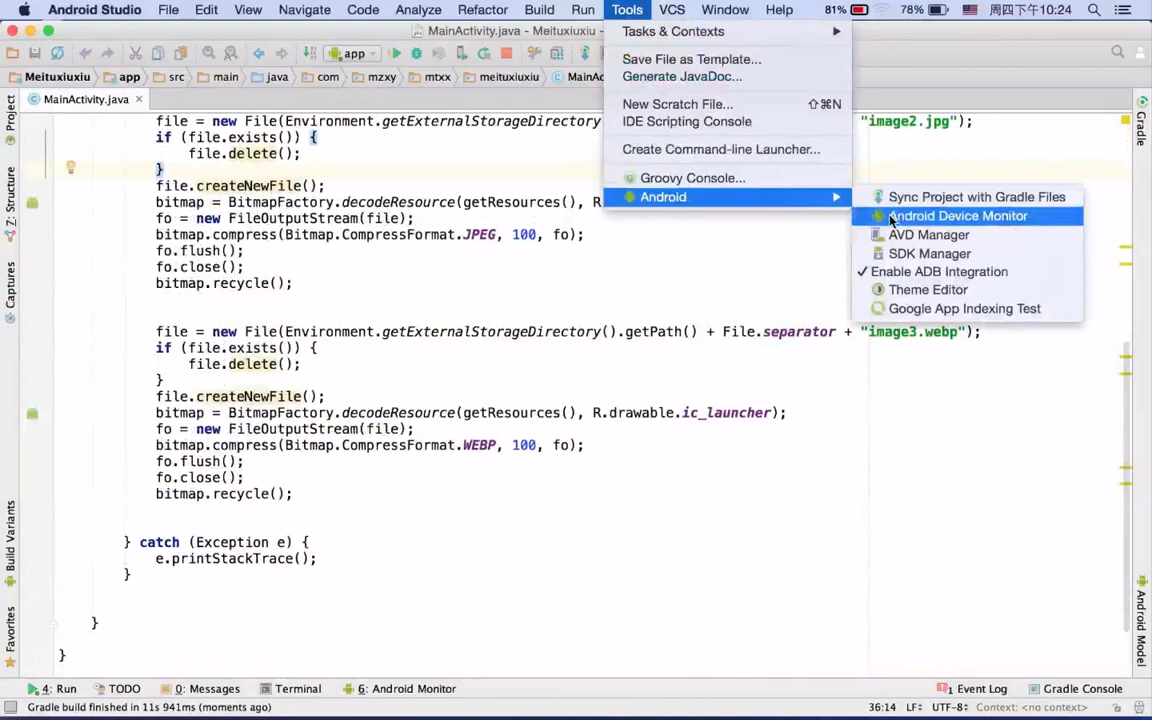 Android Studio File Edit View Navigate Code Analyze Refactor Build Run Tools VCS Window Help 81% 78% 周四下午10:24
MainActivity.java - Meituxiuxiu -
app
Meituxiuxiu app src main java com mzxy mtxx meituxiuxiu MainAc
MainActivity.java
Tasks & Contexts
Save File as Template...
Generate JavaDoc...
New Scratch File... ⇧⌘N
IDE Scripting Console
Create Command-line Launcher...
Groovy Console...
Android
Sync Project with Gradle Files
Android Device Monitor
AVD Manager
SDK Manager
✓ Enable ADB Integration
Theme Editor
Google App Indexing Test
1: Project
Z: Structure
Captures
Build Variants
2: Favorites
Gradle
Android Model
file = new File(Environment.getExternalStorageDirectory "image2.jpg");
if (file.exists()) {
file.delete();
}
file.createNewFile();
bitmap = BitmapFactory.decodeResource(getResources(), R
fo = new FileOutputStream(file);
bitmap.compress(Bitmap.CompressFormat.JPEG, 100, fo);
fo.flush();
fo.close();
bitmap.recycle();
file = new File(Environment.getExternalStorageDirectory().getPath() + File.separator + "image3.webp");
if (file.exists()) {
file.delete();
}
file.createNewFile();
bitmap = BitmapFactory.decodeResource(getResources(), R.drawable.ic_launcher);
fo = new FileOutputStream(file);
bitmap.compress(Bitmap.CompressFormat.WEBP, 100, fo);
fo.flush();
fo.close();
bitmap.recycle();
} catch (Exception e) {
e.printStackTrace();
}
}
}
4: Run TODO 0: Messages Terminal 6: Android Monitor 1 Event Log Gradle Console
Gradle build finished in 11s 941ms (moments ago) 36:14 LF÷ UTF-8÷ Context: <no context>